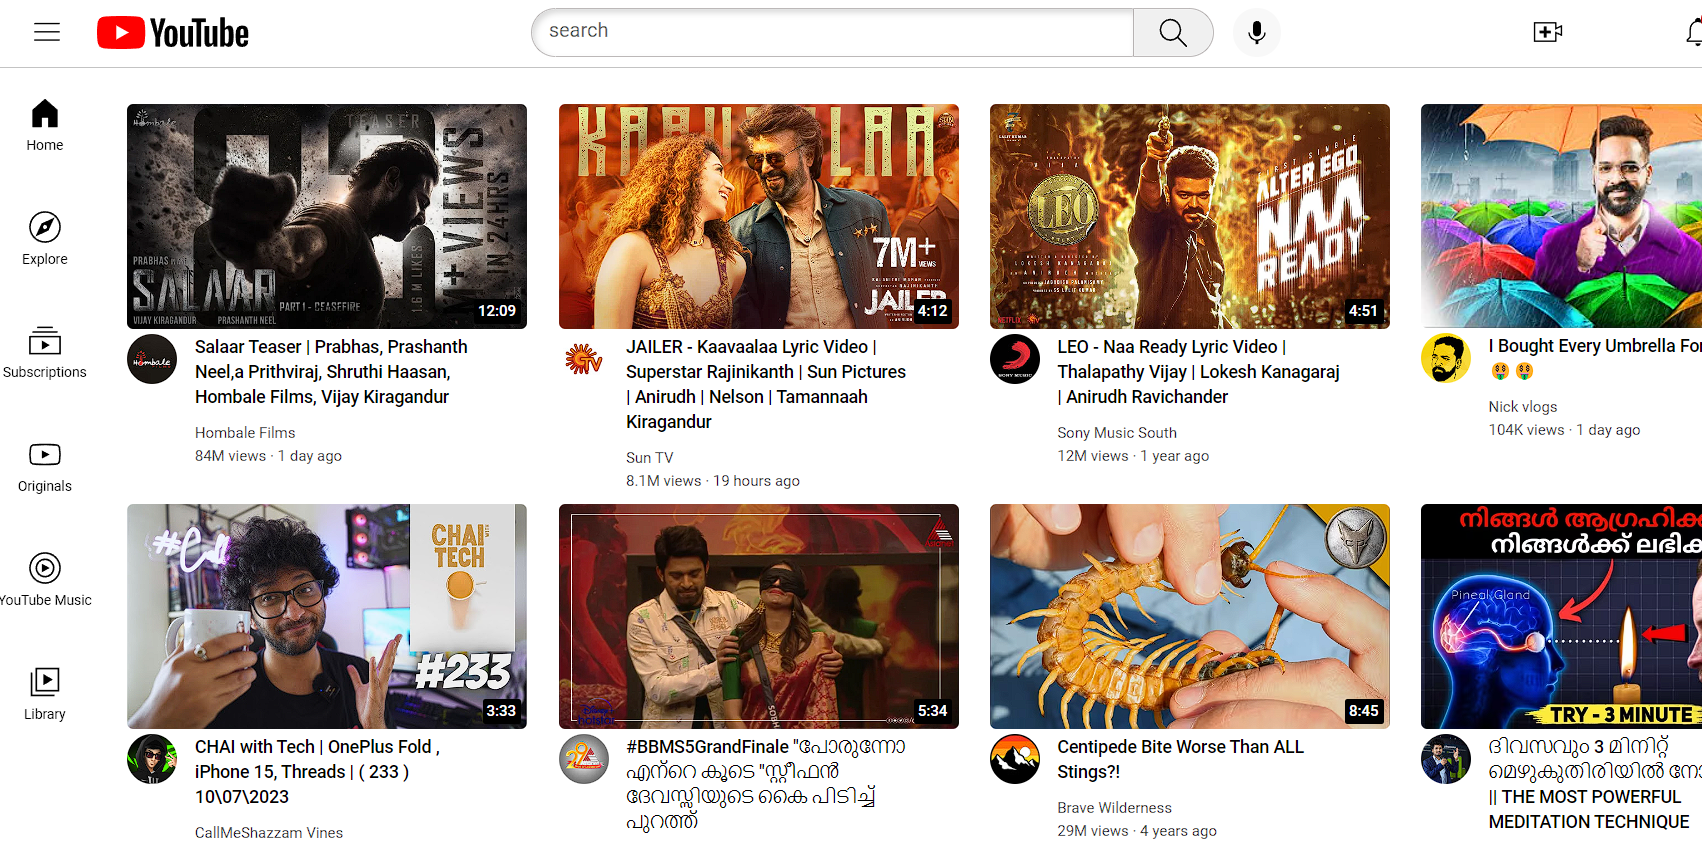 YouTube
search
Home
Explore
Subscriptions
Originals
YouTube Music
Library
Hombale
TEASER
VIEWS
IN 24HRS
1.6 M LIKES
PRABHAS
SALAAR
PART 1 - CEASEFIRE
VIJAY KIRAGANDUR PRASHANTH NEEL
12:09
Hombale
Salaar Teaser | Prabhas, Prashanth
Neel,a Prithviraj, Shruthi Haasan,
Hombale Films, Vijay Kiragandur
Hombale Films
84M views · 1 day ago
7M+
VIEWS
JAILER
4:12
TV
JAILER - Kaavaalaa Lyric Video |
Superstar Rajinikanth | Sun Pictures
| Anirudh | Nelson | Tamannaah
Kiragandur
Sun TV
8.1M views · 19 hours ago
LEO
ALTER EGO
NAA
READY
4:51
SONY MUSIC
LEO - Naa Ready Lyric Video |
Thalapathy Vijay | Lokesh Kanagaraj
| Anirudh Ravichander
Sony Music South
12M views · 1 year ago
I Bought Every Umbrella For
🤑 🤑
Nick vlogs
104K views · 1 day ago
CHAI
WITH
TECH
#233
3:33
CHAI with Tech | OnePlus Fold ,
iPhone 15, Threads | ( 233 )
10\07\2023
CallMeShazzam Vines
5:34
#BBMS5GrandFinale "പോരുന്നോ
എന്റെ കൂടെ "സ്റ്റീഫൻ
ദേവസ്സിയുടെ കൈ പിടിച്ച്
പുറത്ത്
8:45
Centipede Bite Worse Than ALL
Stings?!
Brave Wilderness
29M views · 4 years ago
നിങ്ങൾ ആഗ്രഹിക്ക
നിങ്ങൾക്ക് ലഭിക
Pineal Gland
TRY - 3 MINUTE
ദിവസവും 3 മിനിറ്റ്
മെഴുകുതിരിയിൽ നോ
|| THE MOST POWERFUL
MEDITATION TECHNIQUE